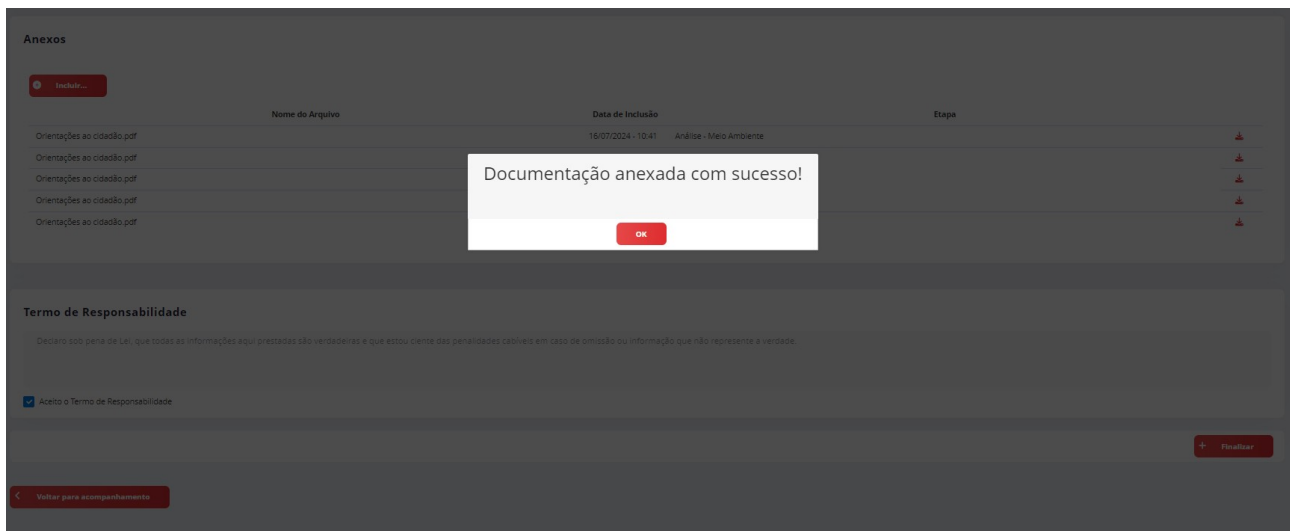 Anexos
Incluir...
Nome do Arquivo Data de Inclusão Etapa
Orientações ao cidadão.pdf 16/07/2024 - 10:41 Análise - Meio Ambiente
Orientações ao cidadão.pdf
Orientações ao cidadão.pdf
Orientações ao cidadão.pdf
Orientações ao cidadão.pdf
Documentação anexada com sucesso!
OK
Termo de Responsabilidade
Declaro sob pena de Lei, que todas as informações aqui prestadas são verdadeiras e que estou ciente das penalidades cabíveis em caso de omissão ou informação que não represente a verdade.
Aceito o Termo de Responsabilidade
Finalizar
Voltar para acompanhamento